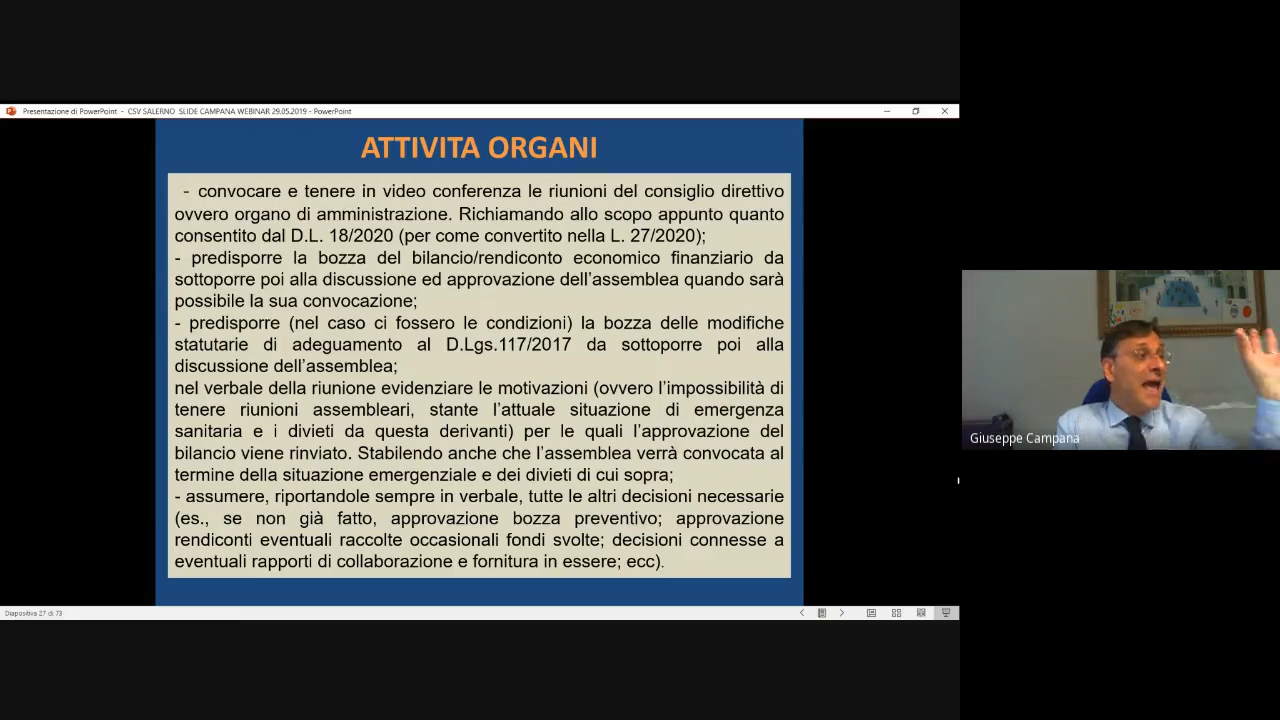 Presentazione di PowerPoint - CSV SALERNO SLIDE CAMPANA WEBINAR 29.05.2019 - PowerPoint
ATTIVITA ORGANI
- convocare e tenere in video conferenza le riunioni del consiglio direttivo
ovvero organo di amministrazione. Richiamando allo scopo appunto quanto
consentito dal D.L. 18/2020 (per come convertito nella L. 27/2020);
- predisporre la bozza del bilancio/rendiconto economico finanziario da
sottoporre poi alla discussione ed approvazione dell'assemblea quando sarà
possibile la sua convocazione;
- predisporre (nel caso ci fossero le condizioni) la bozza delle modifiche
statutarie di adeguamento al D.Lgs.117/2017 da sottoporre poi alla
discussione dell'assemblea;
nel verbale della riunione evidenziare le motivazioni (ovvero l'impossibilità di
tenere riunioni assembleari, stante l'attuale situazione di emergenza
sanitaria e i divieti da questa derivanti) per le quali l'approvazione del
bilancio viene rinviato. Stabilendo anche che l'assemblea verrà convocata al
termine della situazione emergenziale e dei divieti di cui sopra;
- assumere, riportandole sempre in verbale, tutte le altri decisioni necessarie
(es., se non già fatto, approvazione bozza preventivo; approvazione
rendiconti eventuali raccolte occasionali fondi svolte; decisioni connesse a
eventuali rapporti di collaborazione e fornitura in essere; ecc).
Giuseppe Campana
Diapositiva 27 di 73